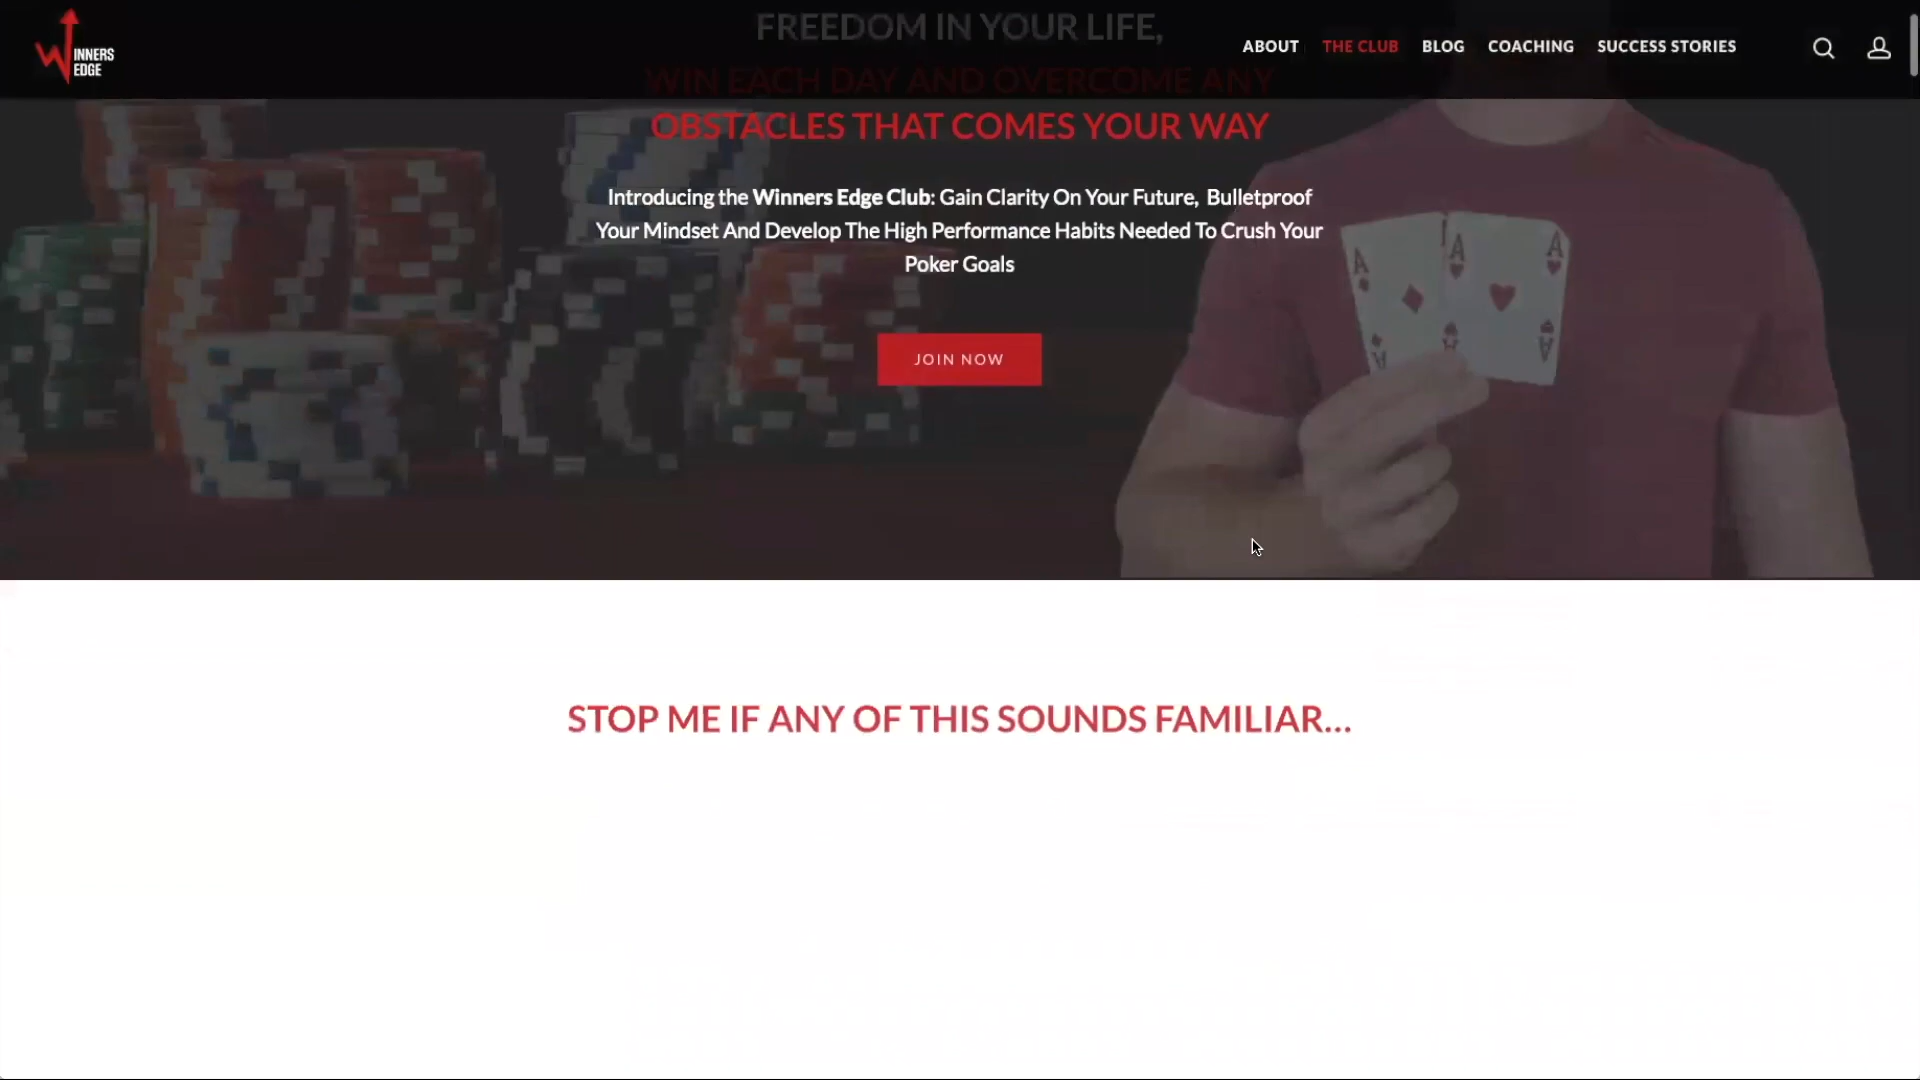 INNERS
EDGE
ABOUT
THE CLUB
BLOG
COACHING
SUCCESS STORIES
FREEDOM IN YOUR LIFE,
WIN EACH DAY AND OVERCOME ANY
OBSTACLES THAT COMES YOUR WAY
Introducing the Winners Edge Club: Gain Clarity On Your Future, Bulletproof
Your Mindset And Develop The High Performance Habits Needed To Crush Your
Poker Goals
JOIN NOW
A
A
A
A
A
A
STOP ME IF ANY OF THIS SOUNDS FAMILIAR...